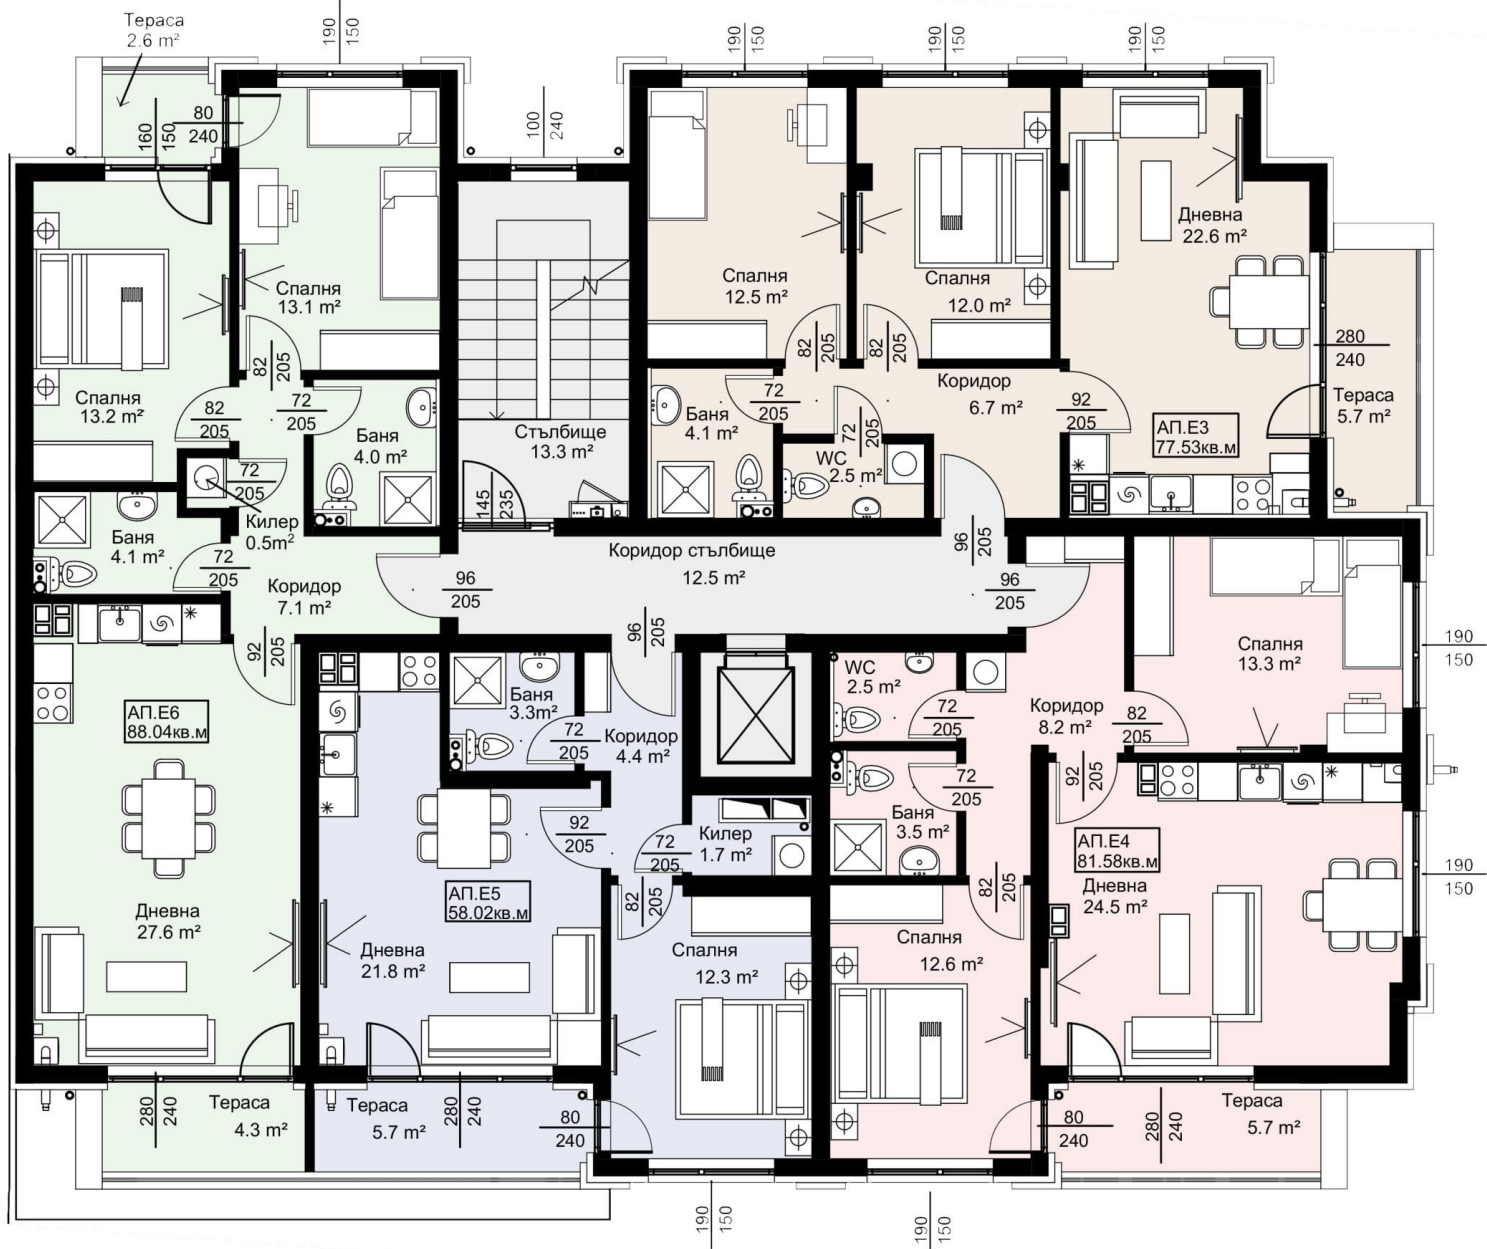 Тераса
2.6 m²
190
150
190
150
190
150
190
150
100
240
160
150
80
240
Спалня
13.1 m²
Спалня
13.2 m²
82
205
82
205
72
205
Баня
4.0 m²
72
205
Килер
0.5m²
Баня
4.1 m²
72
205
Коридор
7.1 m²
96
205
92
205
АП.Е6
88.04кв.м
Дневна
27.6 m²
280
240
Тераса
4.3 m²
Стълбище
13.3 m²
145
235
Коридор стълбище
12.5 m²
Спалня
12.5 m²
Спалня
12.0 m²
82
205
82
205
Баня
4.1 m²
72
205
72
205
WC
2.5 m²
Коридор
6.7 m²
92
205
96
205
Дневна
22.6 m²
АП.Е3
77.53кв.м
280
240
Тераса
5.7 m²
96
205
96
205
Баня
3.3m²
72
205
Коридор
4.4 m²
92
205
72
205
Килер
1.7 m²
АП.Е5
58.02кв.м
Дневна
21.8 m²
82
205
Спалня
12.3 m²
Тераса
5.7 m²
280
240
80
240
190
150
WC
2.5 m²
72
205
Коридор
8.2 m²
82
205
Спалня
13.3 m²
190
150
72
205
Баня
3.5 m²
92
205
АП.Е4
81.58кв.м
Дневна
24.5 m²
190
150
82
205
Спалня
12.6 m²
80
240
280
240
Тераса
5.7 m²
190
150